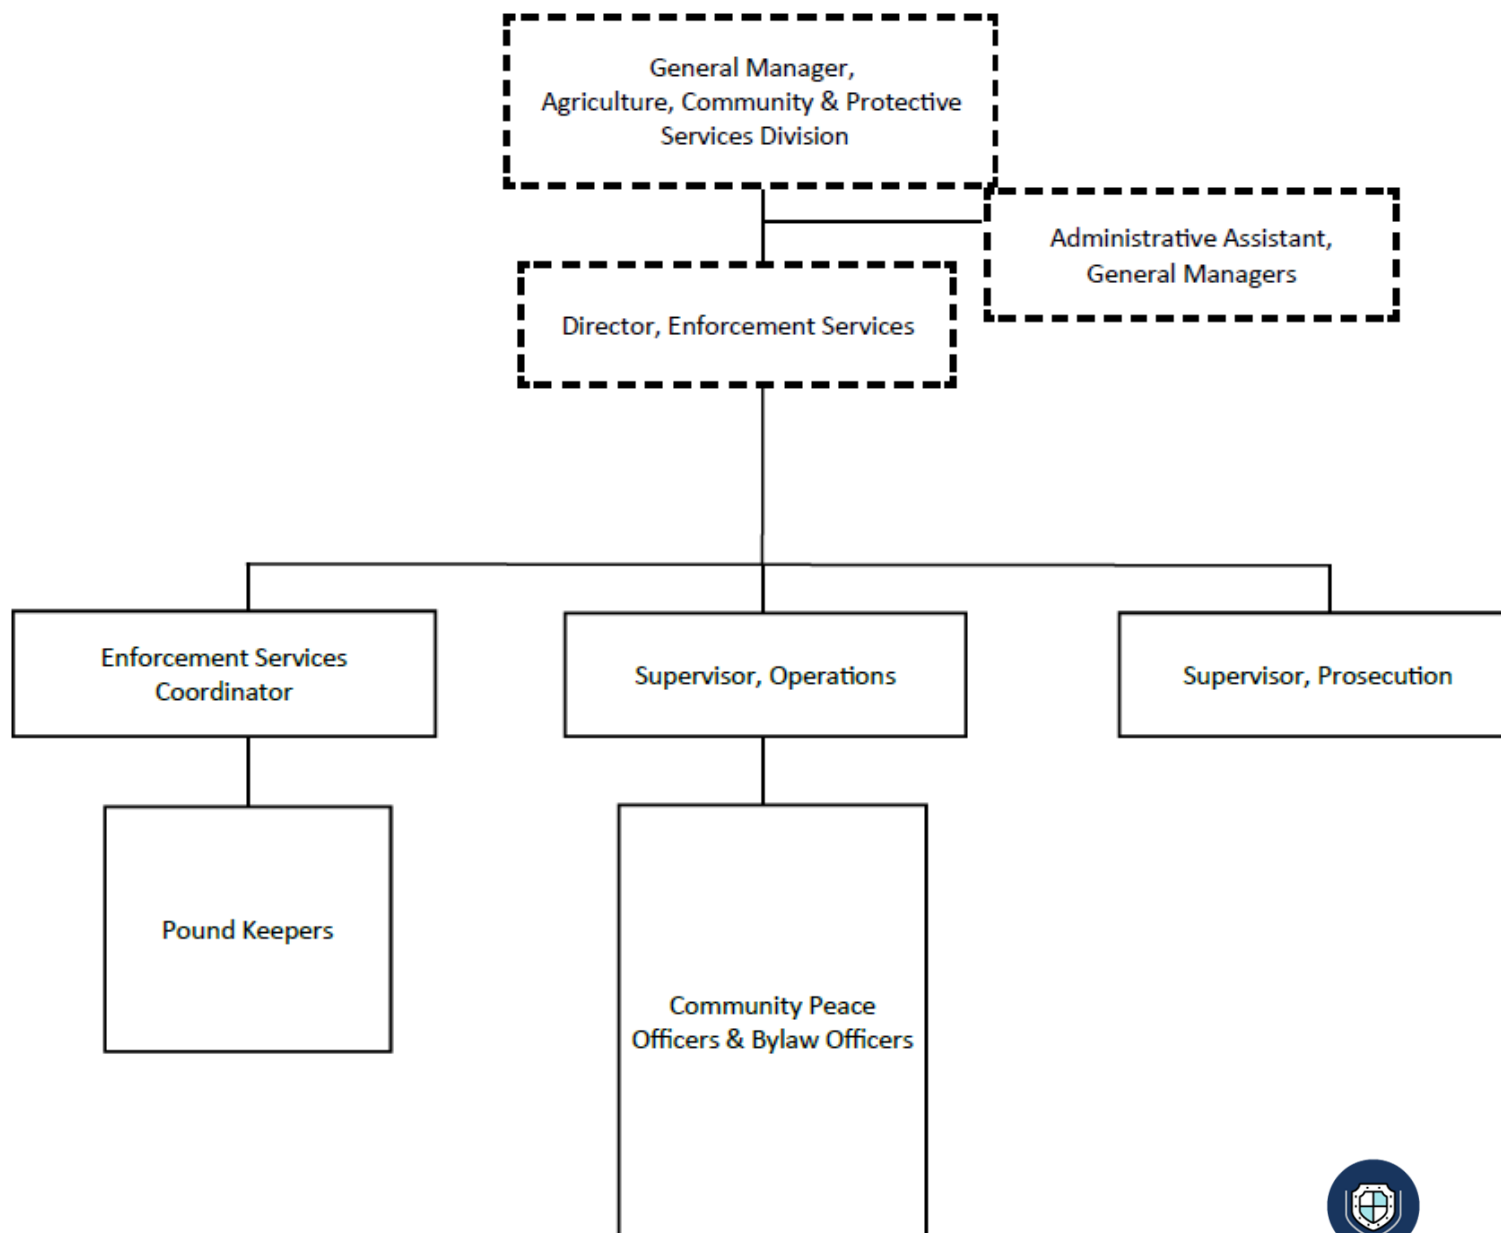 General Manager,
Agriculture, Community & Protective
Services Division
Administrative Assistant,
General Managers
Director, Enforcement Services
Enforcement Services
Coordinator
Supervisor, Operations
Supervisor, Prosecution
Pound Keepers
Community Peace
Officers & Bylaw Officers